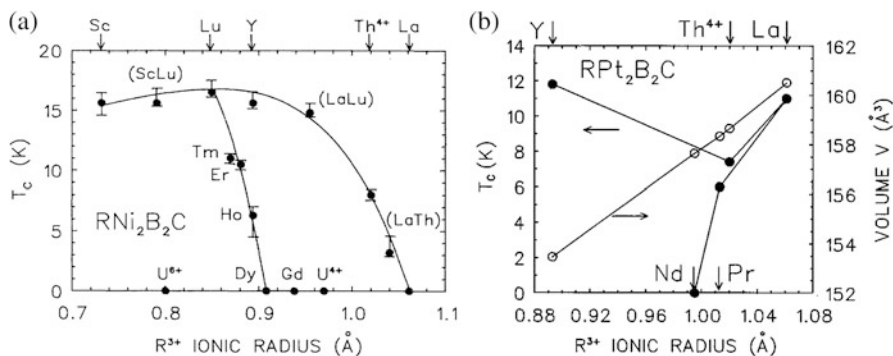 (a)
Sc Lu Y Th⁴⁺ La
20
15
10
5
0
T_c (K)
(ScLu)
(LaLu)
Tm
Er
Ho
(LaTh)
RNi₂B₂C
U⁶⁺ Dy Gd U⁴⁺
0.7 0.8 0.9 1.0 1.1
R³⁺ IONIC RADIUS (Å)
(b)
Y Th⁴⁺ La
14
12
10
8
6
4
2
0
T_c (K)
RPt₂B₂C
Nd Pr
162
160
158
156
154
152
VOLUME V (Å³)
0.88 0.92 0.96 1.00 1.04 1.08
R³⁺ IONIC RADIUS (Å)